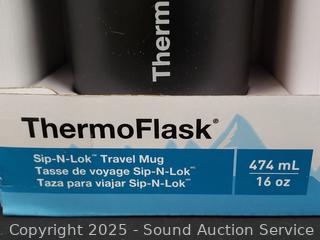 Therm
ThermoFlask®
Sip-N-Lok™ Travel Mug
Tasse de voyage Sip-N-Lok™
Taza para viajar Sip-N-Lok™
474 mL
16 oz
Copyright 2025 - Sound Auction Service